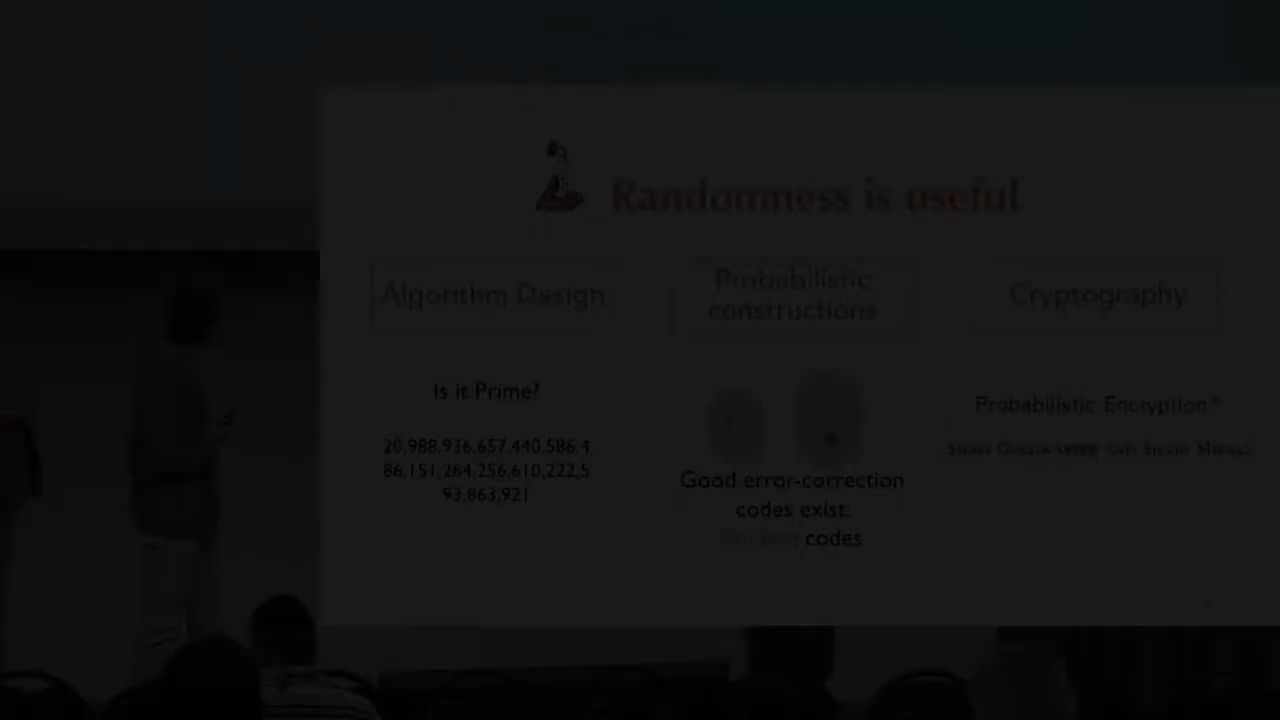 Randomness is useful
Algorithm Design
Probabilistic
constructions
Cryptography
Is it Prime?
20,988,936,657,440,586,4
86,151,264,256,610,222,5
93,863,921
Good error-correction
codes exist.
codes
Probabilistic Encryption*